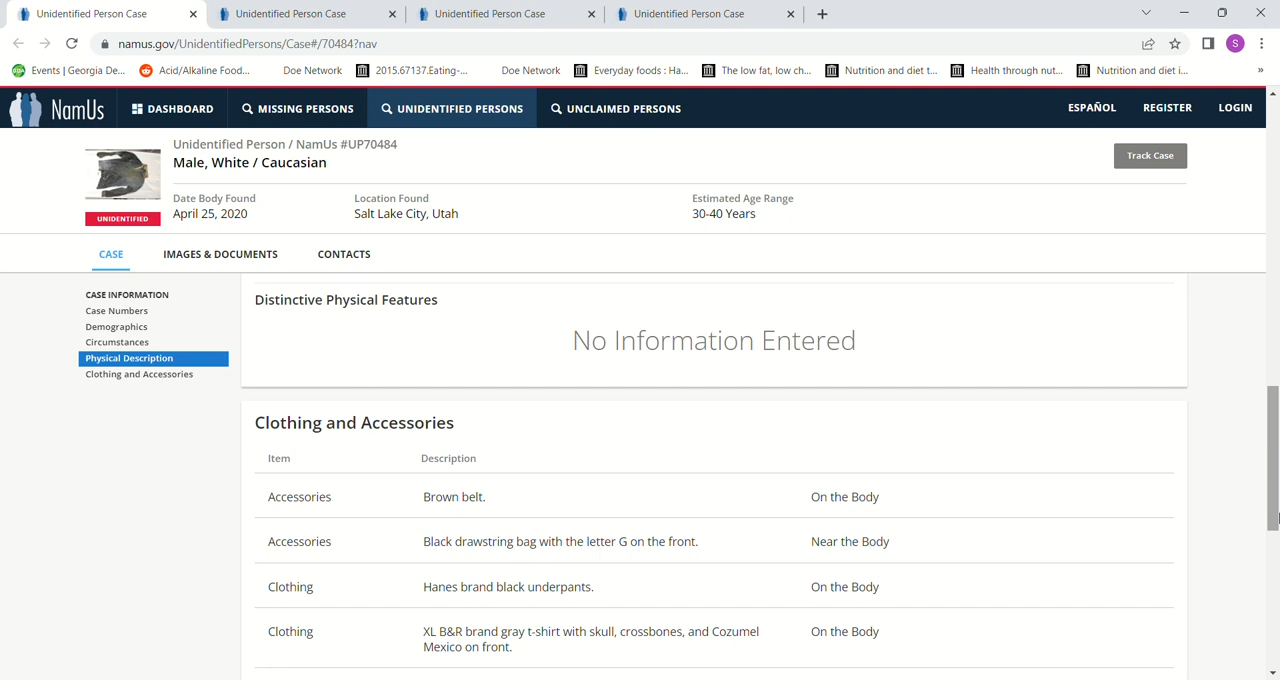 Unidentified Person Case
Unidentified Person Case
Unidentified Person Case
Unidentified Person Case
namus.gov/UnidentifiedPersons/Case#/70484?nav
S
Events | Georgia De...
Acid/Alkaline Food...
Doe Network
2015.67137.Eating-...
Doe Network
Everyday foods : Ha...
The low fat, low ch...
Nutrition and diet t...
Health through nut...
Nutrition and diet i...
»
NamUs
DASHBOARD
MISSING PERSONS
UNIDENTIFIED PERSONS
UNCLAIMED PERSONS
ESPAÑOL
REGISTER
LOGIN
Unidentified Person / NamUs #UP70484
Male, White / Caucasian
Track Case
Date Body Found
April 25, 2020
Location Found
Salt Lake City, Utah
Estimated Age Range
30-40 Years
UNIDENTIFIED
CASE
IMAGES & DOCUMENTS
CONTACTS
CASE INFORMATION
Case Numbers
Demographics
Circumstances
Physical Description
Clothing and Accessories
Distinctive Physical Features
No Information Entered
Clothing and Accessories
Item Description
Accessories Brown belt. On the Body
Accessories Black drawstring bag with the letter G on the front. Near the Body
Clothing Hanes brand black underpants. On the Body
Clothing XL B&R brand gray t-shirt with skull, crossbones, and Cozumel On the Body
Mexico on front.